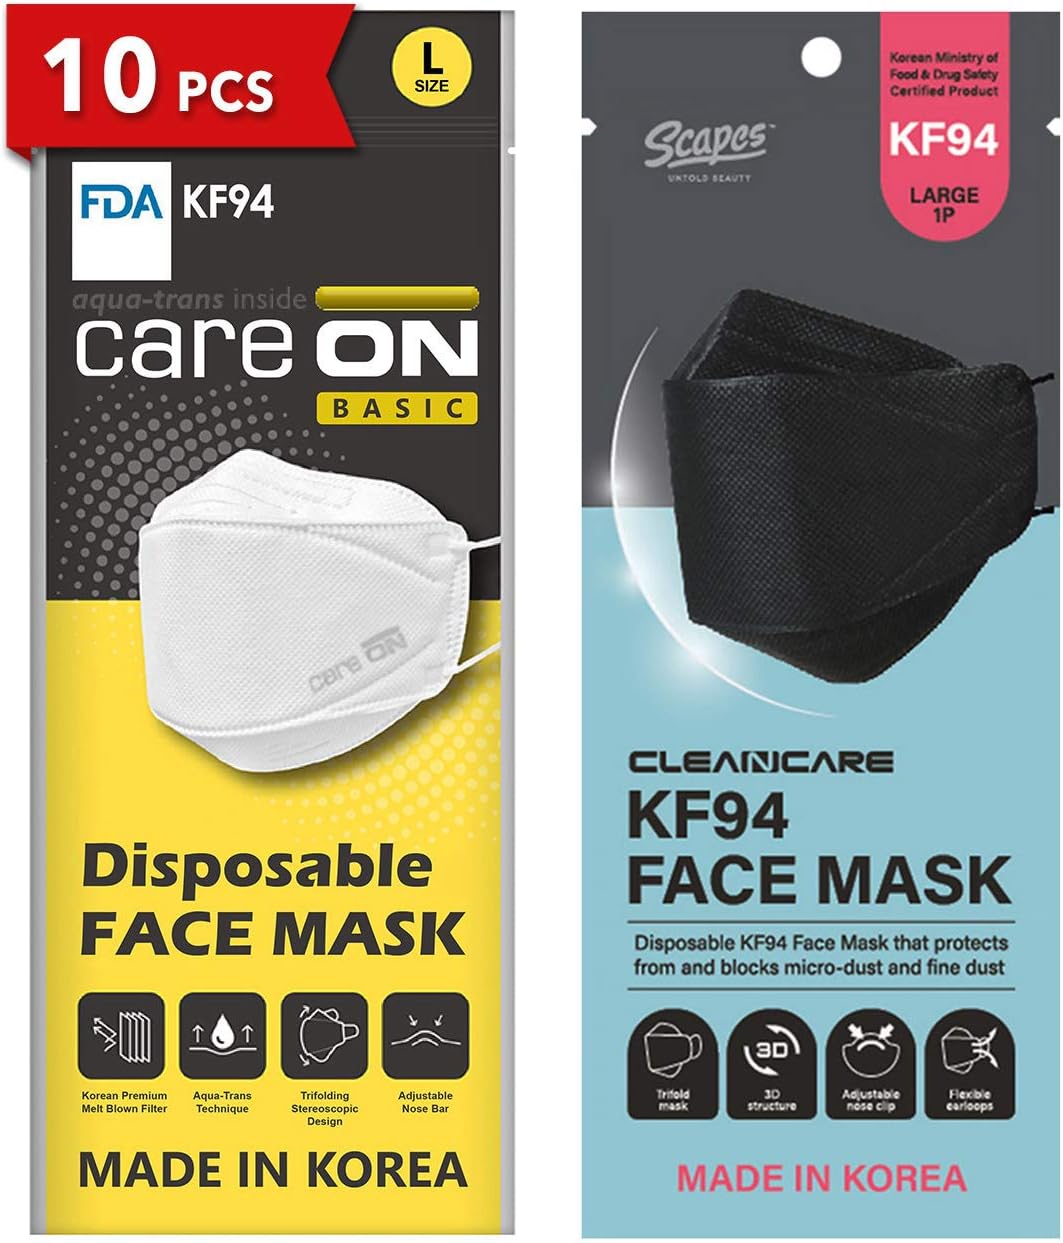 10 PCS
L
SIZE
FDA KF94
aqua-trans inside
care ON
BASIC
care ON
Disposable
FACE MASK
Korean Premium
Melt Blown Filter
Aqua-Trans
Technique
Trifolding
Stereoscopic
Design
Adjustable
Nose Bar
MADE IN KOREA
Korean Ministry of
Food & Drug Safety
Certified Product
KF94
LARGE
1P
Scapes™
UNTOLD BEAUTY
CLEANCARE
KF94
FACE MASK
Disposable KF94 Face Mask that protects
from and blocks micro-dust and fine dust
Trifold
mask
3D
3D
structure
Adjustable
nose clip
Flexible
earloops
MADE IN KOREA